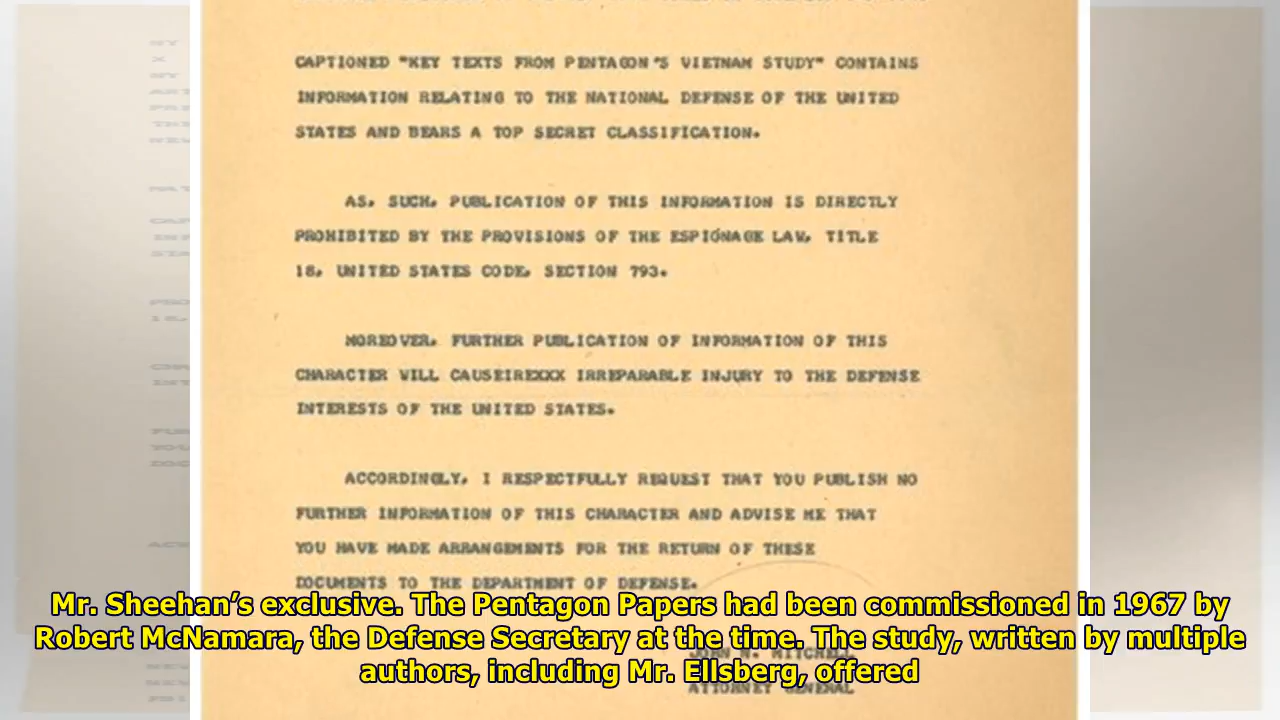 CAPTIONED "KEY TEXTS FROM PENTAGON'S VIETNAM STUDY" CONTAINS
INFORMATION RELATING TO THE NATIONAL DEFENSE OF THE UNITED
STATES AND BEARS A TOP SECRET CLASSIFICATION.
AS, SUCH, PUBLICATION OF THIS INFORMATION IS DIRECTLY
PROHIBITED BY THE PROVISIONS OF THE ESPIONAGE LAW, TITLE
18, UNITED STATES CODE, SECTION 793.
MOREOVER, FURTHER PUBLICATION OF INFORMATION OF THIS
CHARACTER WILL CAUSEIREXXX IRREPARABLE INJURY TO THE DEFENSE
INTERESTS OF THE UNITED STATES.
ACCORDINGLY, I RESPECTFULLY REQUEST THAT YOU PUBLISH NO
FURTHER INFORMATION OF THIS CHARACTER AND ADVISE ME THAT
YOU HAVE MADE ARRANGEMENTS FOR THE RETURN OF THESE
DOCUMENTS TO THE DEPARTMENT OF DEFENSE.
Mr. Sheehan's exclusive. The Pentagon Papers had been commissioned in 1967 by
Robert McNamara, the Defense Secretary at the time. The study, written by multiple
JOHN N. MITCHELL
authors, including Mr. Ellsberg, offered
ATTORNEY GENERAL